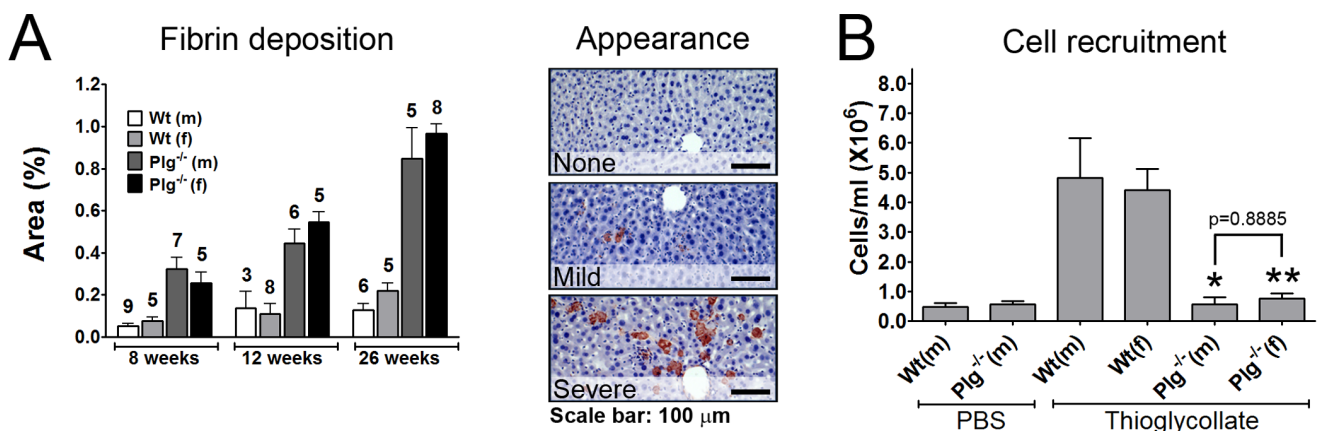 A
Fibrin deposition
Area (%)
1.2
1.0
0.8
0.6
0.4
0.2
0.0
Wt (m)
Wt (f)
Plg-/- (m)
Plg-/- (f)
9 5 7 5
3 8 6 5
6 5 5 8
8 weeks 12 weeks 26 weeks
Appearance
None
Mild
Severe
Scale bar: 100 μm
B
Cell recruitment
Cells/ml (X10⁶)
8.0
7.0
6.0
5.0
4.0
3.0
2.0
1.0
0.0
p=0.8885
* **
Wt(m) Plg-/-(m) Wt(m) Wt(f) Plg-/-(m) Plg-/-(f)
PBS Thioglycollate